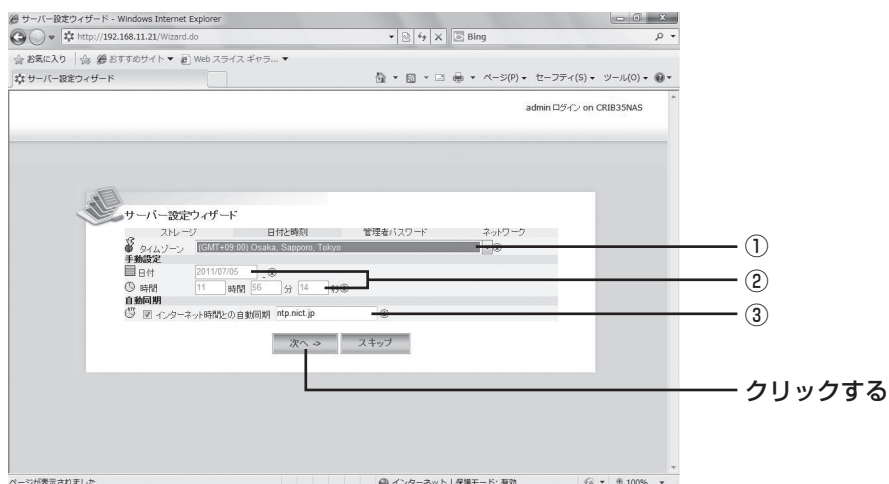 サーバー設定ウィザード - Windows Internet Explorer
http://192.168.11.21/Wizard.do
Bing
お気に入り おすすめサイト ▼ Web スライス ギャラ... ▼
サーバー設定ウィザード
ページ(P) ▼ セーフティ(S) ▼ ツール(O) ▼
admin ログイン on CRIB35NAS
サーバー設定ウィザード
ストレージ 日付と時刻 管理者パスワード ネットワーク
タイムゾーン (GMT+09:00) Osaka, Sapporo, Tokyo
①
手動設定
日付 2011/07/05
②
時間 11 時間 56 分 14 秒
自動同期
インターネット時間との自動同期 ntp.nict.jp
③
次へ -> スキップ
クリックする
ページが表示されました
インターネット | 保護モード: 有効
100% ▼